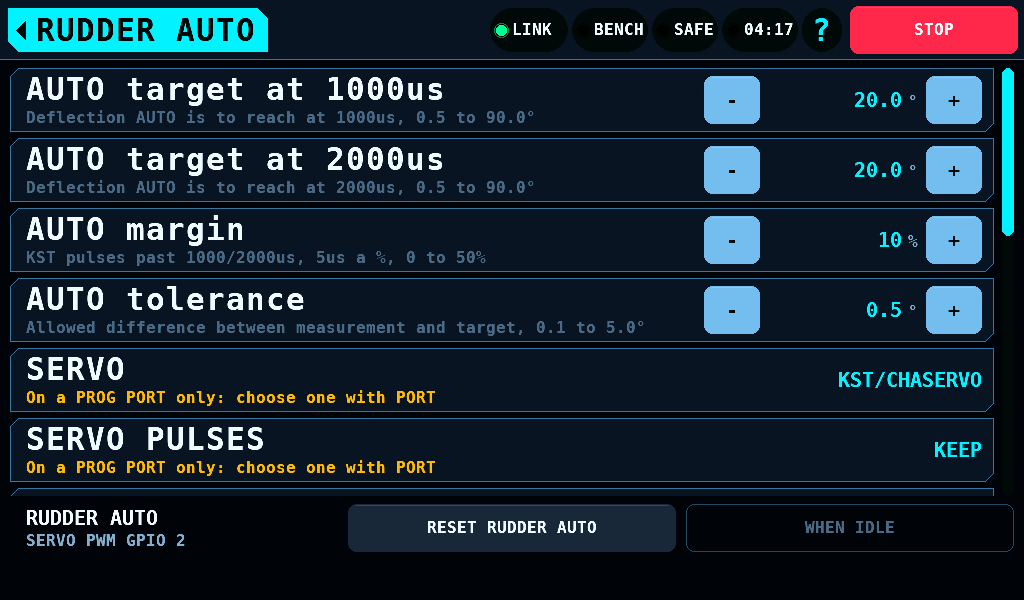 RUDDER AUTO
LINK
BENCH
SAFE
04:17
?
STOP
AUTO target at 1000us
Deflection AUTO is to reach at 1000us, 0.5 to 90.0°
-
20.0 °
+
AUTO target at 2000us
Deflection AUTO is to reach at 2000us, 0.5 to 90.0°
-
20.0 °
+
AUTO margin
KST pulses past 1000/2000us, 5us a %, 0 to 50%
-
10 %
+
AUTO tolerance
Allowed difference between measurement and target, 0.1 to 5.0°
-
0.5 °
+
SERVO
On a PROG PORT only: choose one with PORT
KST/CHASERVO
SERVO PULSES
On a PROG PORT only: choose one with PORT
KEEP
RUDDER AUTO
SERVO PWM GPIO 2
RESET RUDDER AUTO
WHEN IDLE